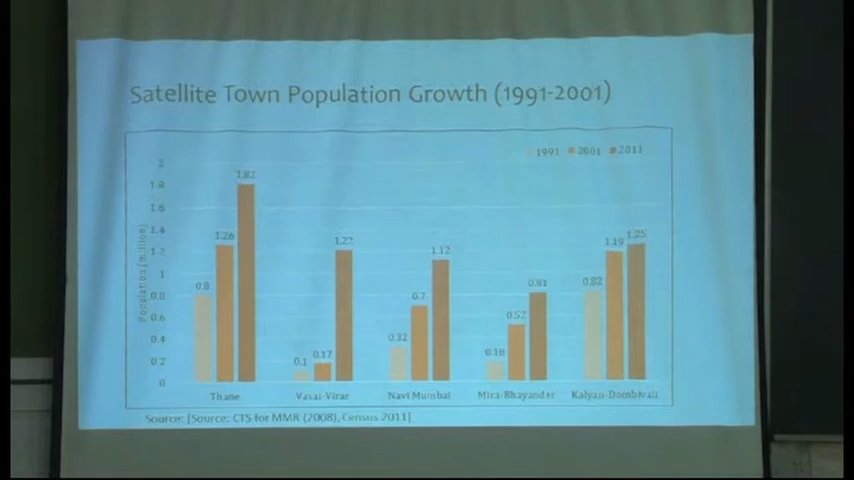 Satellite Town Population Growth (1991-2001)
1991 2001 2011
Population (million)
2
1.8
1.6
1.4
1.2
1
0.8
0.6
0.4
0.2
0
0.8 1.26 1.82
0.1 0.17 1.22
0.32 0.7 1.12
0.18 0.52 0.81
0.82 1.19 1.25
Thane Vasai-Virar Navi Mumbai Mira-Bhayander Kalyan-Dombivali
Source: [Source: CTS for MMR (2008), Census 2011]